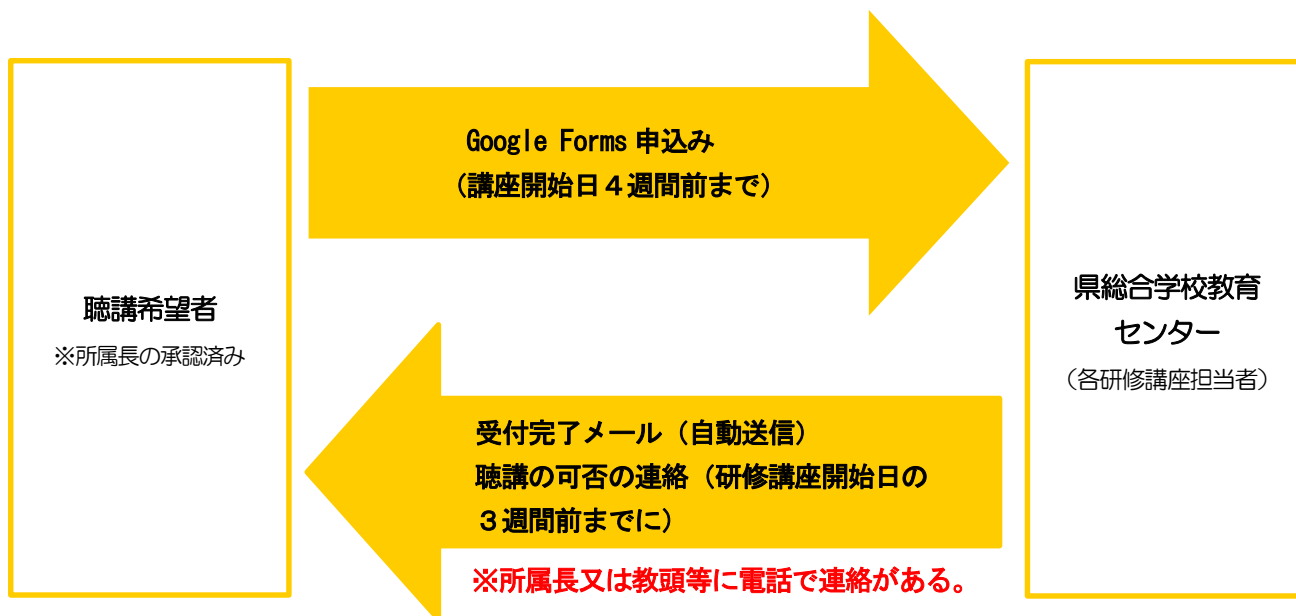 Google Forms 申込み
（講座開始日４週間前まで）
聴講希望者
※所属長の承認済み
県総合学校教育
センター
（各研修講座担当者）
受付完了メール（自動送信）
聴講の可否の連絡（研修講座開始日の
３週間前までに）
※所属長又は教頭等に電話で連絡がある。